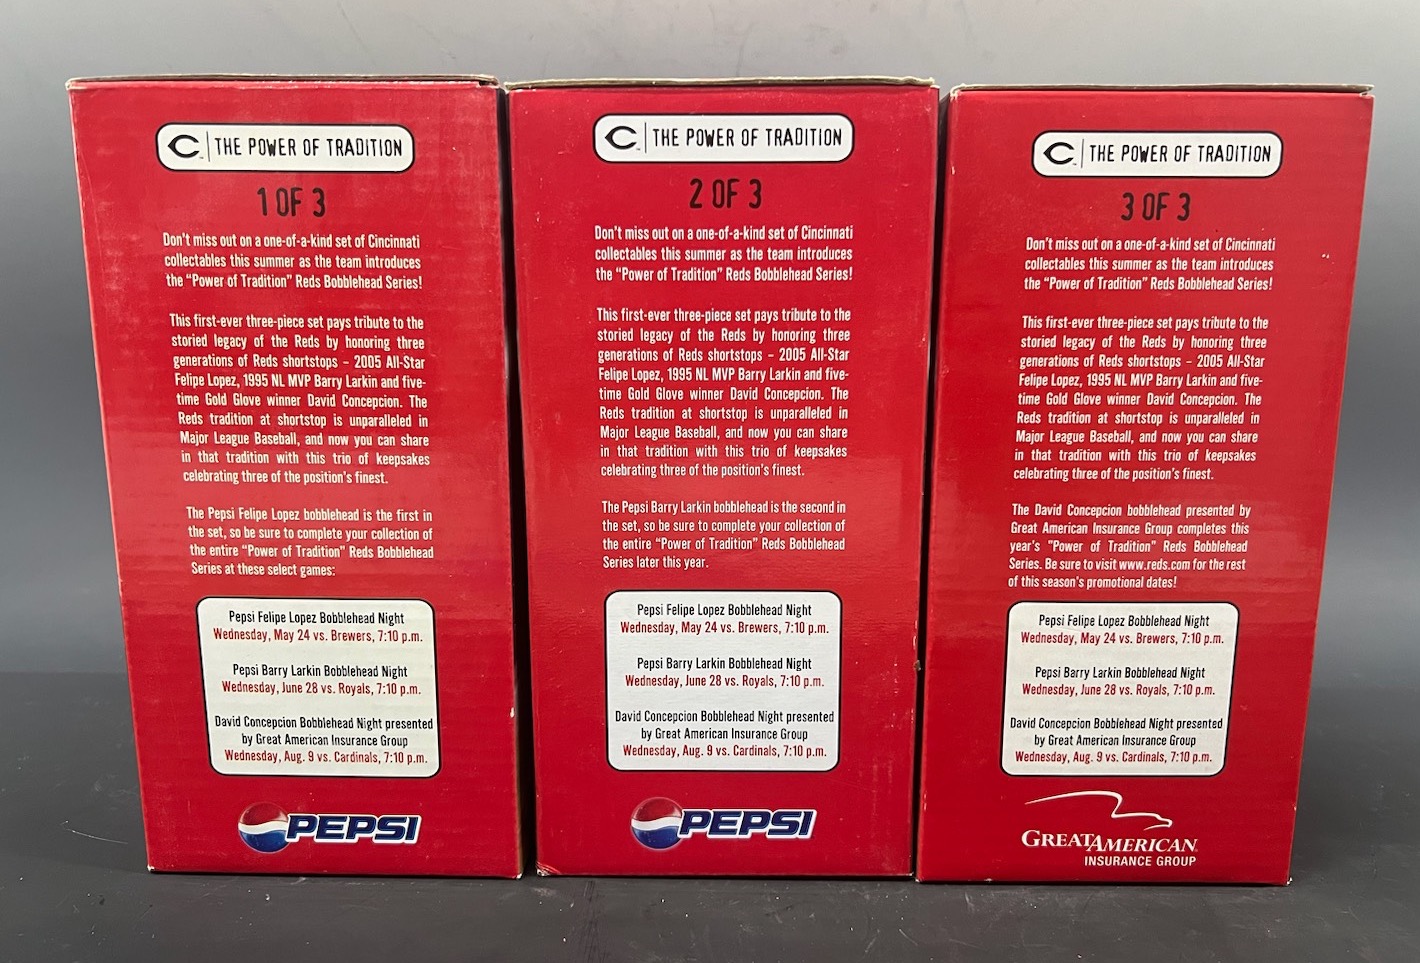 C THE POWER OF TRADITION
1 OF 3
Don't miss out on a one-of-a-kind set of Cincinnati
collectables this summer as the team introduces
the "Power of Tradition" Reds Bobblehead Series!
This first-ever three-piece set pays tribute to the
storied legacy of the Reds by honoring three
generations of Reds shortstops – 2005 All-Star
Felipe Lopez, 1995 NL MVP Barry Larkin and five-
time Gold Glove winner David Concepcion. The
Reds tradition at shortstop is unparalleled in
Major League Baseball, and now you can share
in that tradition with this trio of keepsakes
celebrating three of the position's finest.
The Pepsi Felipe Lopez bobblehead is the first in
the set, so be sure to complete your collection of
the entire "Power of Tradition" Reds Bobblehead
Series at these select games:
Pepsi Felipe Lopez Bobblehead Night
Wednesday, May 24 vs. Brewers, 7:10 p.m.
Pepsi Barry Larkin Bobblehead Night
Wednesday, June 28 vs. Royals, 7:10 p.m.
David Concepcion Bobblehead Night presented
by Great American Insurance Group
Wednesday, Aug. 9 vs. Cardinals, 7:10 p.m.
PEPSI
C THE POWER OF TRADITION
2 OF 3
Don't miss out on a one-of-a-kind set of Cincinnati
collectables this summer as the team introduces
the "Power of Tradition" Reds Bobblehead Series!
This first-ever three-piece set pays tribute to the
storied legacy of the Reds by honoring three
generations of Reds shortstops – 2005 All-Star
Felipe Lopez, 1995 NL MVP Barry Larkin and five-
time Gold Glove winner David Concepcion. The
Reds tradition at shortstop is unparalleled in
Major League Baseball, and now you can share
in that tradition with this trio of keepsakes
celebrating three of the position's finest.
The Pepsi Barry Larkin bobblehead is the second in
the set, so be sure to complete your collection of
the entire "Power of Tradition" Reds Bobblehead
Series later this year.
Pepsi Felipe Lopez Bobblehead Night
Wednesday, May 24 vs. Brewers, 7:10 p.m.
Pepsi Barry Larkin Bobblehead Night
Wednesday, June 28 vs. Royals, 7:10 p.m.
David Concepcion Bobblehead Night presented
by Great American Insurance Group
Wednesday, Aug. 9 vs. Cardinals, 7:10 p.m.
PEPSI
C THE POWER OF TRADITION
3 OF 3
Don't miss out on a one-of-a-kind set of Cincinnati
collectables this summer as the team introduces
the "Power of Tradition" Reds Bobblehead Series!
This first-ever three-piece set pays tribute to the
storied legacy of the Reds by honoring three
generations of Reds shortstops – 2005 All-Star
Felipe Lopez, 1995 NL MVP Barry Larkin and five-
time Gold Glove winner David Concepcion. The
Reds tradition at shortstop is unparalleled in
Major League Baseball, and now you can share
in that tradition with this trio of keepsakes
celebrating three of the position's finest.
The David Concepcion bobblehead presented by
Great American Insurance Group completes this
year's "Power of Tradition" Reds Bobblehead
Series. Be sure to visit www.reds.com for the rest
of this season's promotional dates!
Pepsi Felipe Lopez Bobblehead Night
Wednesday, May 24 vs. Brewers, 7:10 p.m.
Pepsi Barry Larkin Bobblehead Night
Wednesday, June 28 vs. Royals, 7:10 p.m.
David Concepcion Bobblehead Night presented
by Great American Insurance Group
Wednesday, Aug. 9 vs. Cardinals, 7:10 p.m.
GREATAMERICAN
INSURANCE GROUP